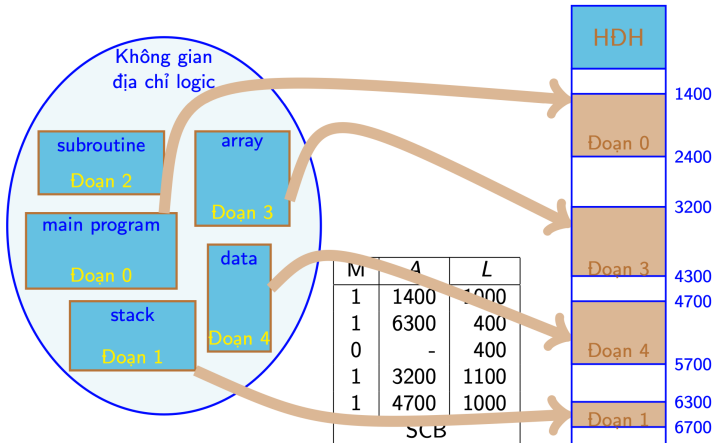 Không gian
địa chỉ logic
subroutine
Đoạn 2
array
Đoạn 3
main program
Đoạn 0
data
Đoạn 4
stack
Đoạn 1
M A L
1 1400 1000
1 6300 400
0 - 400
1 3200 1100
1 4700 1000
SCB
HĐH
1400
Đoạn 0
2400
3200
Đoạn 3
4300
4700
Đoạn 4
5700
6300
Đoạn 1
6700